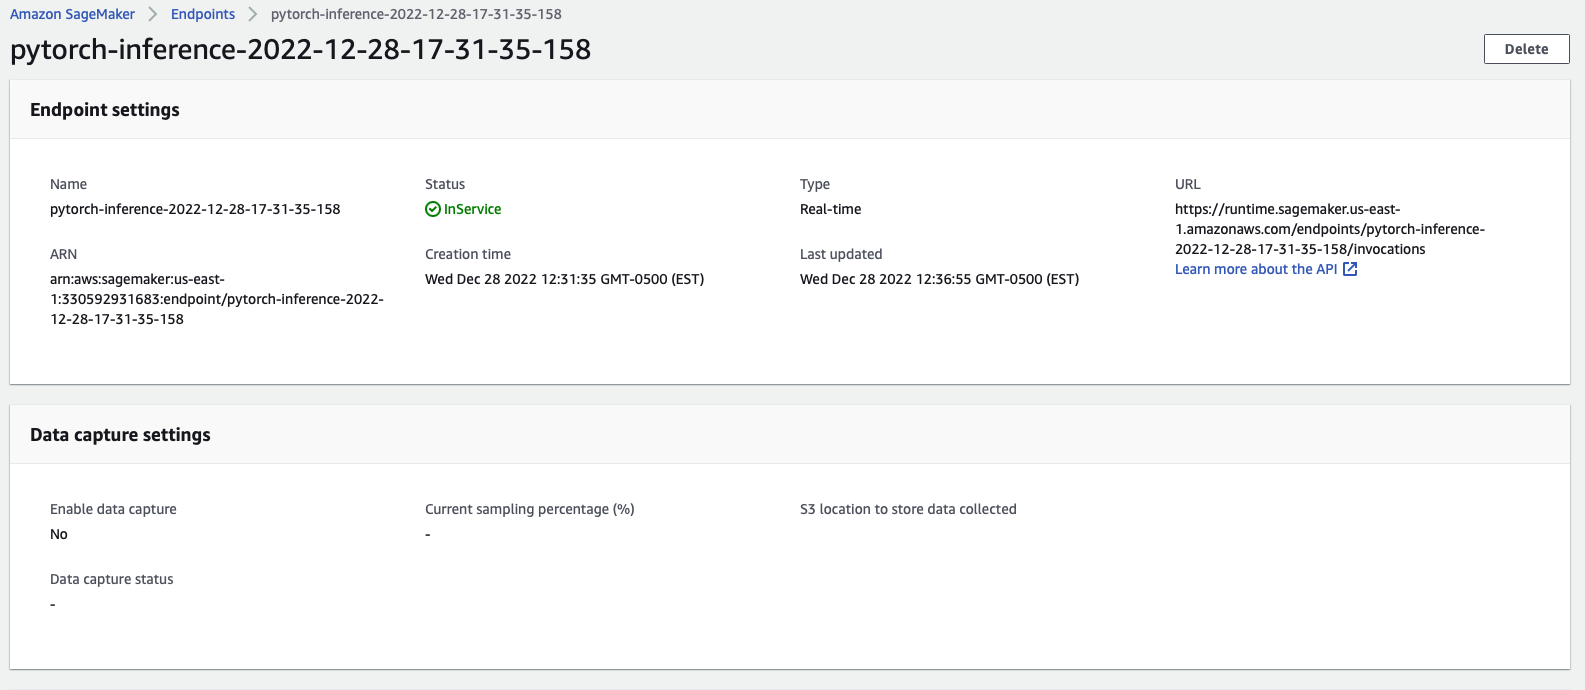 Amazon SageMaker > Endpoints > pytorch-inference-2022-12-28-17-31-35-158
pytorch-inference-2022-12-28-17-31-35-158
Delete
Endpoint settings
Name
pytorch-inference-2022-12-28-17-31-35-158
Status
InService
Type
Real-time
URL
https://runtime.sagemaker.us-east-
1.amazonaws.com/endpoints/pytorch-inference-
2022-12-28-17-31-35-158/invocations
Learn more about the API
ARN
arn:aws:sagemaker:us-east-
1:330592931683:endpoint/pytorch-inference-2022-
12-28-17-31-35-158
Creation time
Wed Dec 28 2022 12:31:35 GMT-0500 (EST)
Last updated
Wed Dec 28 2022 12:36:55 GMT-0500 (EST)
Data capture settings
Enable data capture
No
Current sampling percentage (%)
-
S3 location to store data collected
Data capture status
-